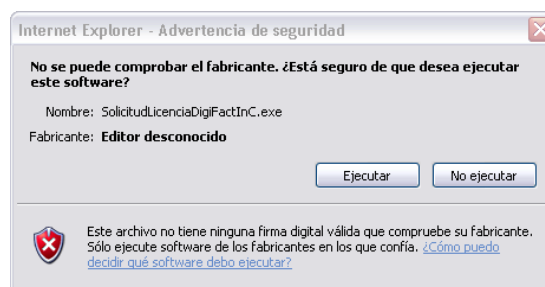 Internet Explorer - Advertencia de seguridad
No se puede comprobar el fabricante. ¿Está seguro de que desea ejecutar
este software?
Nombre: SolicitudLicenciaDigiFactInC.exe
Fabricante: Editor desconocido
Ejecutar No ejecutar
Este archivo no tiene ninguna firma digital válida que compruebe su fabricante.
Sólo ejecute software de los fabricantes en los que confía. ¿Cómo puedo
decidir qué software debo ejecutar?